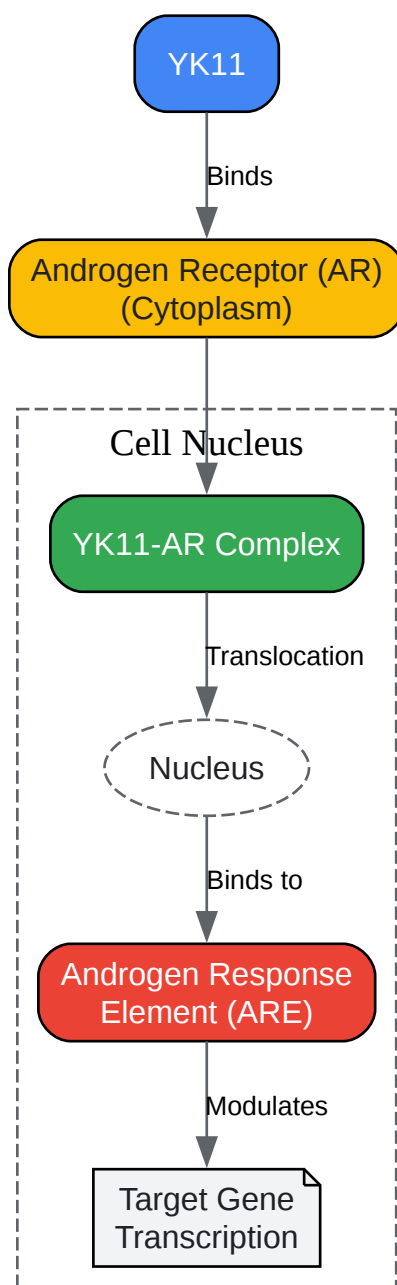 YK11
Binds
Androgen Receptor (AR)
(Cytoplasm)
Cell Nucleus
YK11-AR Complex
Translocation
Nucleus
Binds to
Androgen Response
Element (ARE)
Modulates
Target Gene
Transcription